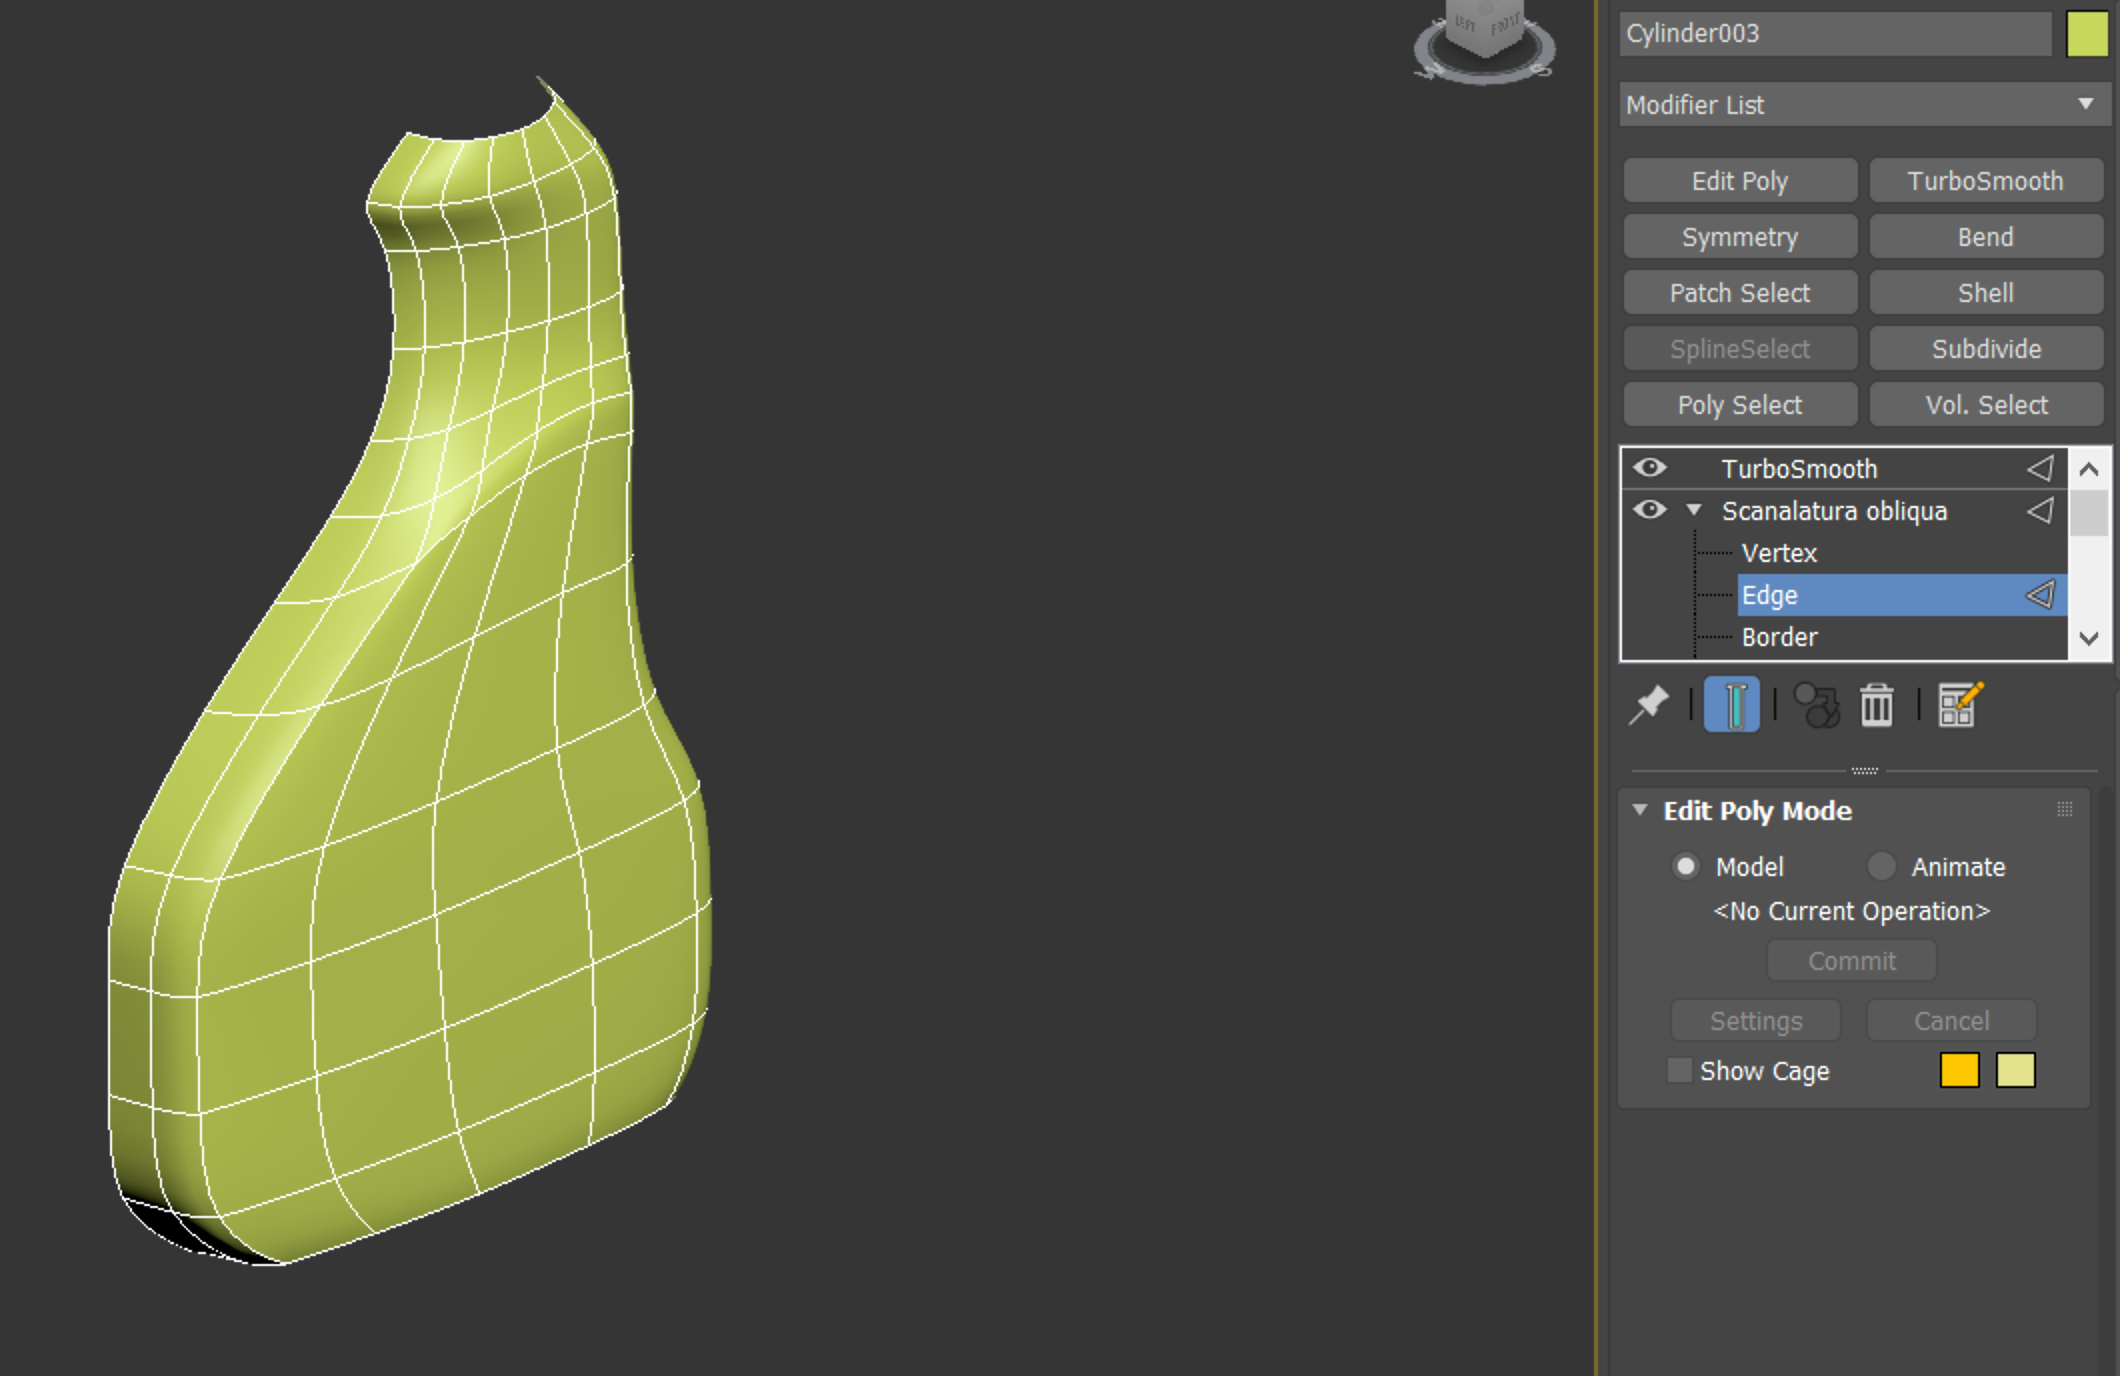 LEFT FRONT
W S
Cylinder003
Modifier List
Edit Poly TurboSmooth
Symmetry Bend
Patch Select Shell
SplineSelect Subdivide
Poly Select Vol. Select
TurboSmooth
Scanalatura obliqua
Vertex
Edge
Border
Edit Poly Mode
Model Animate
<No Current Operation>
Commit
Settings Cancel
Show Cage